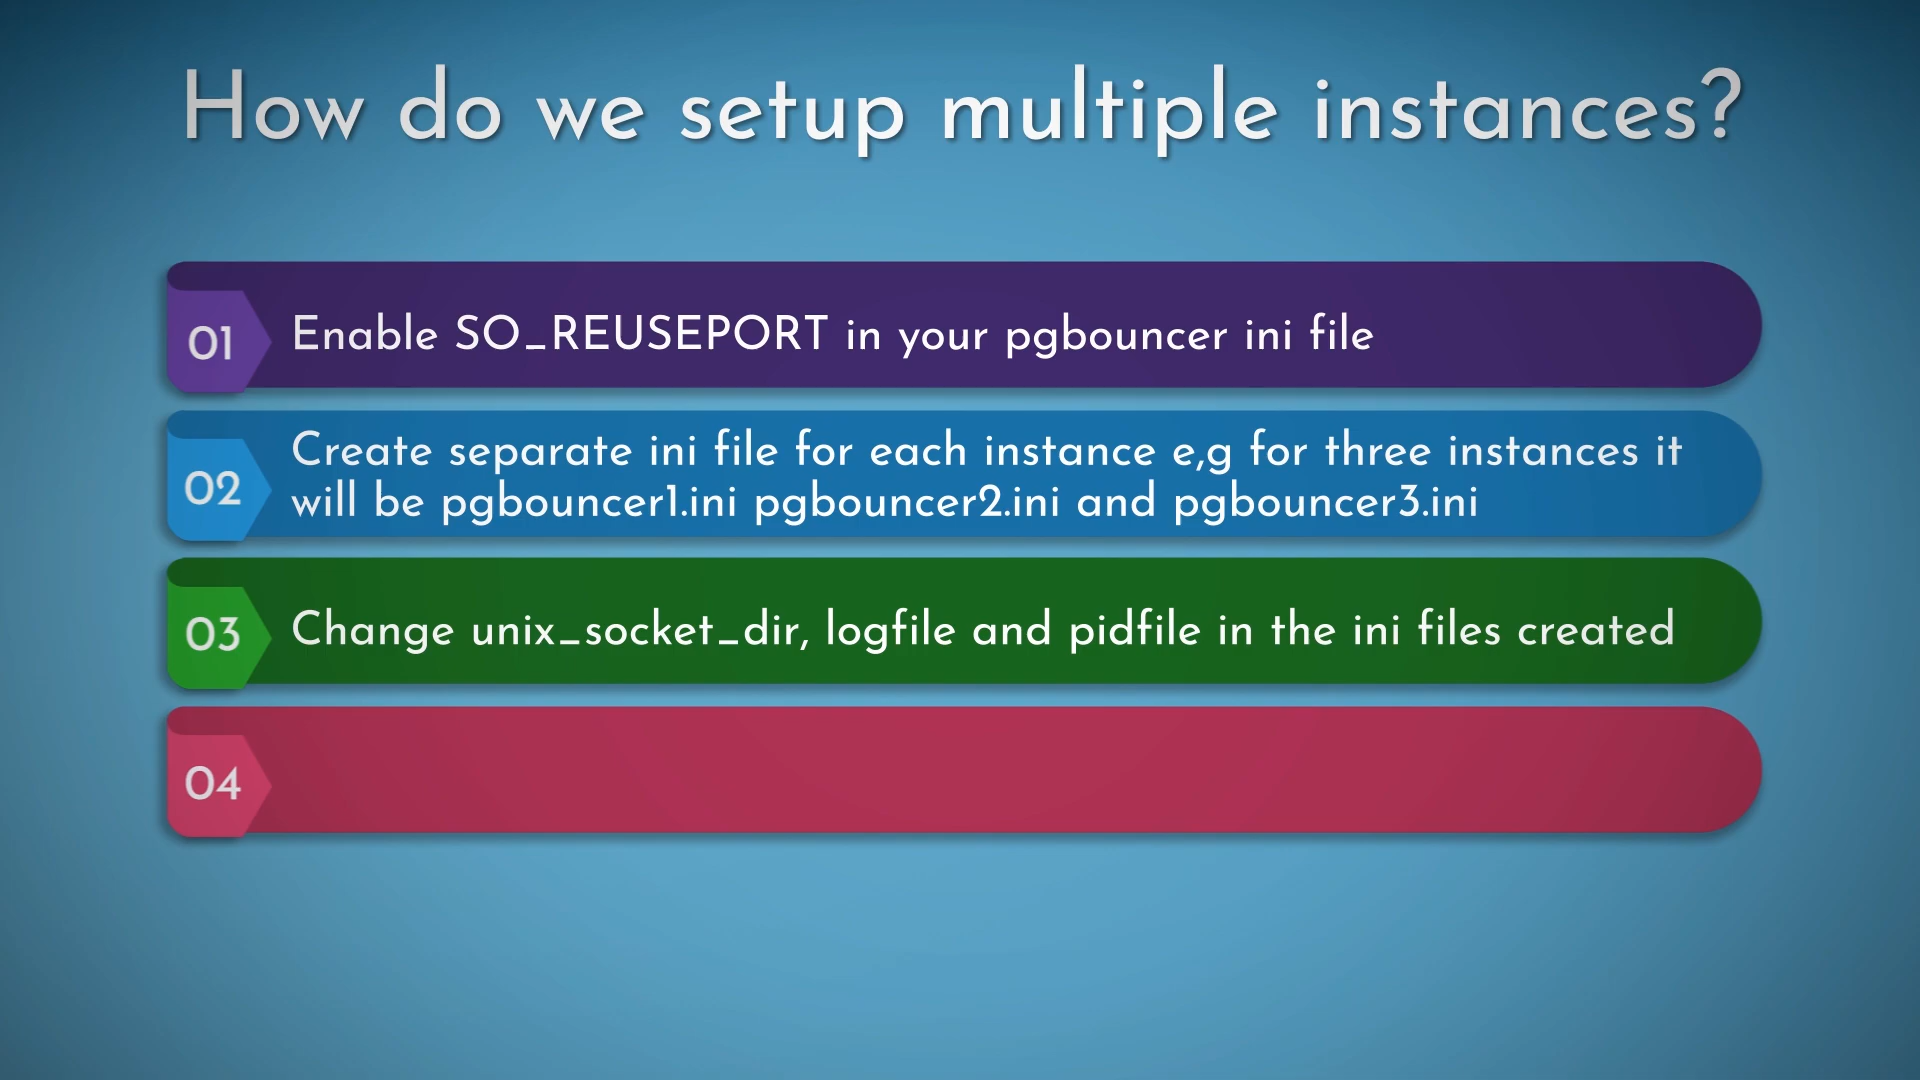 How do we setup multiple instances?
01
Enable SO_REUSEPORT in your pgbouncer ini file
02
Create separate ini file for each instance e,g for three instances it
will be pgbouncer1.ini pgbouncer2.ini and pgbouncer3.ini
03
Change unix_socket_dir, logfile and pidfile in the ini files created
04